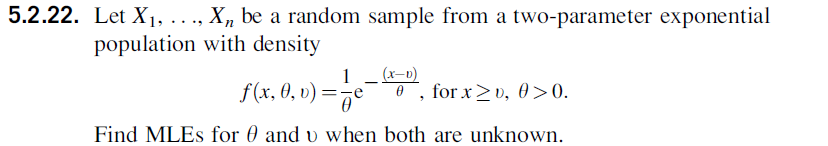 5.2.22. Let X₁, . . ., Xₙ be a random sample from a two-parameter exponential
population with density
f(x, θ, υ) = 1/θ e^{−(x−υ)/θ}, for x ≥ υ, θ > 0.
Find MLEs for θ and υ when both are unknown.